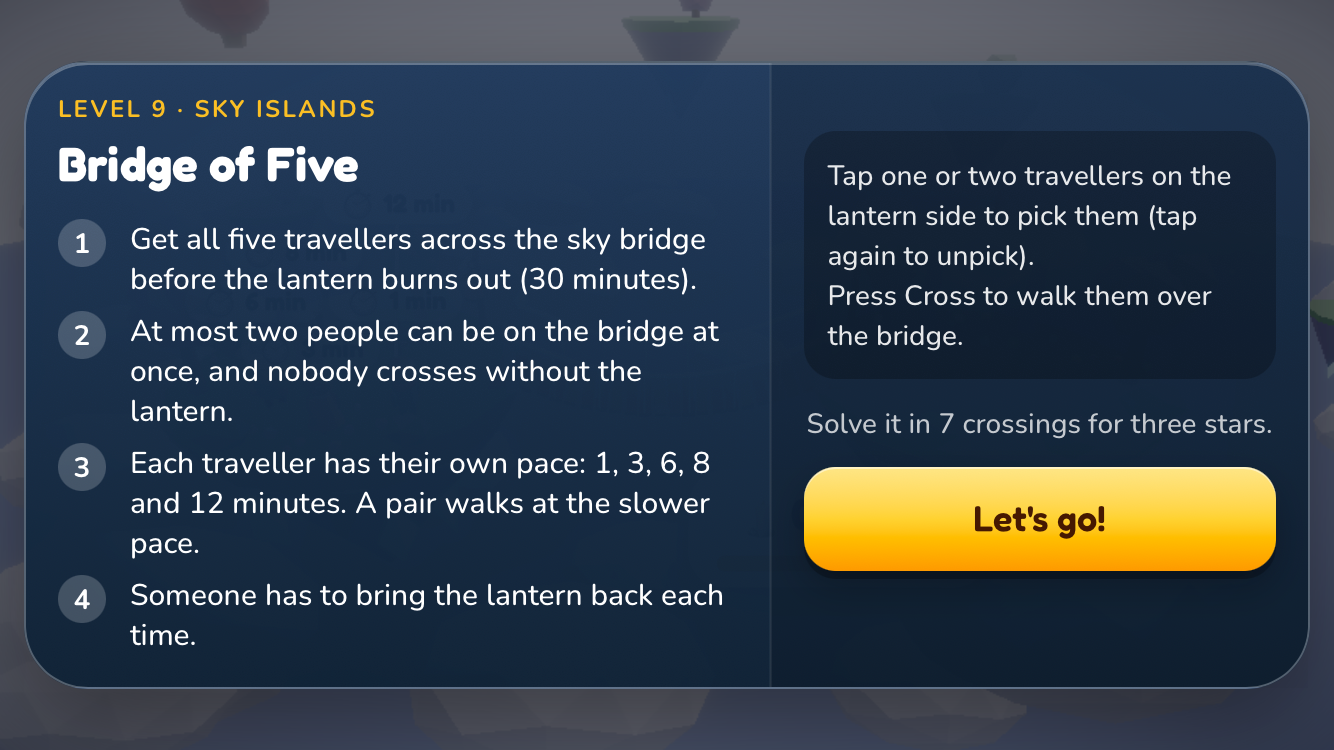 LEVEL 9 · SKY ISLANDS
Bridge of Five
1 Get all five travellers across the sky bridge
before the lantern burns out (30 minutes).
2 At most two people can be on the bridge at
once, and nobody crosses without the
lantern.
3 Each traveller has their own pace: 1, 3, 6, 8
and 12 minutes. A pair walks at the slower
pace.
4 Someone has to bring the lantern back each
time.
Tap one or two travellers on the
lantern side to pick them (tap
again to unpick).
Press Cross to walk them over
the bridge.
Solve it in 7 crossings for three stars.
Let's go!
12 min